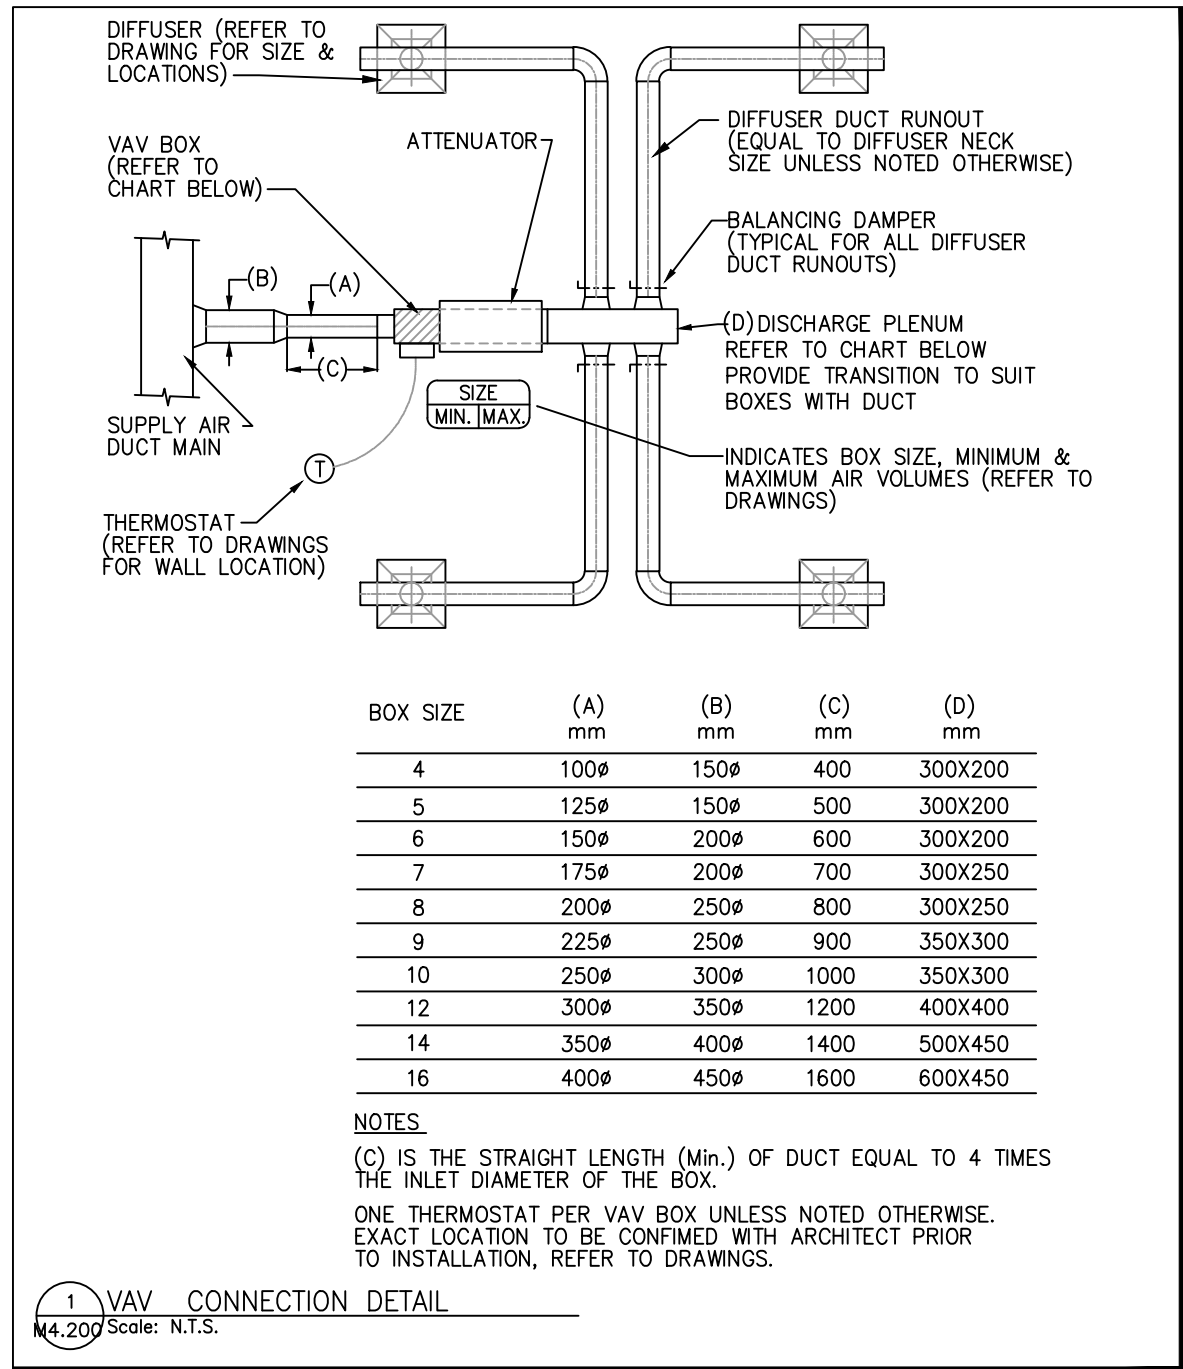 DIFFUSER (REFER TO
DRAWING FOR SIZE &
LOCATIONS)
VAV BOX
(REFER TO
CHART BELOW)
ATTENUATOR
DIFFUSER DUCT RUNOUT
(EQUAL TO DIFFUSER NECK
SIZE UNLESS NOTED OTHERWISE)
BALANCING DAMPER
(TYPICAL FOR ALL DIFFUSER
DUCT RUNOUTS)
(B)
(A)
(C)
(D) DISCHARGE PLENUM
REFER TO CHART BELOW
PROVIDE TRANSITION TO SUIT
BOXES WITH DUCT
SIZE
MIN. MAX.
SUPPLY AIR
DUCT MAIN
INDICATES BOX SIZE, MINIMUM &
MAXIMUM AIR VOLUMES (REFER TO
DRAWINGS)
T
THERMOSTAT
(REFER TO DRAWINGS
FOR WALL LOCATION)
BOX SIZE (A) (B) (C) (D)
mm mm mm mm
4 100ø 150ø 400 300X200
5 125ø 150ø 500 300X200
6 150ø 200ø 600 300X200
7 175ø 200ø 700 300X250
8 200ø 250ø 800 300X250
9 225ø 250ø 900 350X300
10 250ø 300ø 1000 350X300
12 300ø 350ø 1200 400X400
14 350ø 400ø 1400 500X450
16 400ø 450ø 1600 600X450
NOTES
(C) IS THE STRAIGHT LENGTH (Min.) OF DUCT EQUAL TO 4 TIMES
THE INLET DIAMETER OF THE BOX.
ONE THERMOSTAT PER VAV BOX UNLESS NOTED OTHERWISE.
EXACT LOCATION TO BE CONFIMED WITH ARCHITECT PRIOR
TO INSTALLATION, REFER TO DRAWINGS.
1 VAV CONNECTION DETAIL
M4.200 Scale: N.T.S.